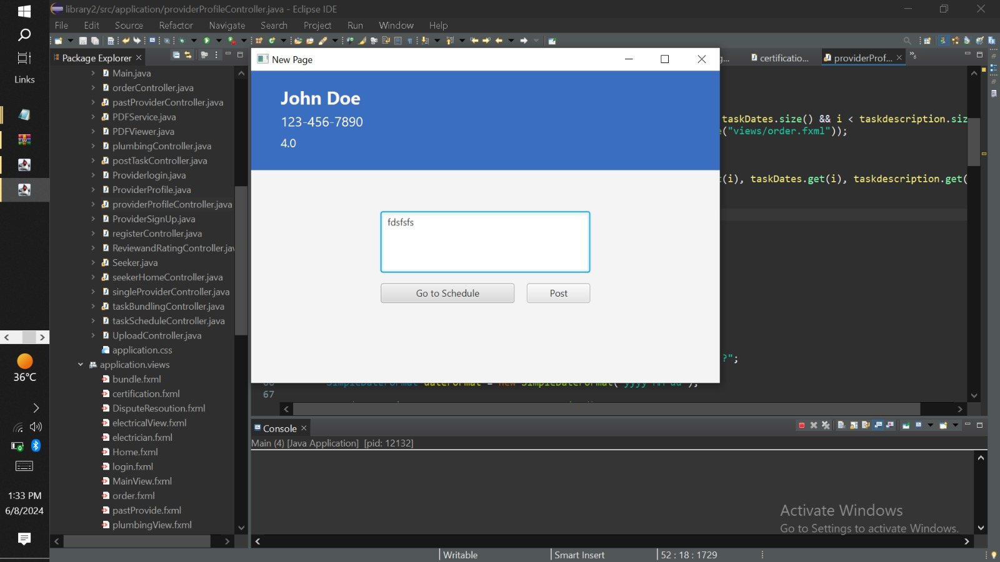 library2/src/application/providerProfileController.java - Eclipse IDE
File Edit Source Refactor Navigate Search Project Run Window Help
Links
36°C
1:33 PM
6/8/2024
Package Explorer
Main.java
orderController.java
pastProviderController.java
PDFService.java
PDFViewer.java
plumbingController.java
postTaskController.java
Providerlogin.java
ProviderProfile.java
providerProfileController.java
ProviderSignUp.java
registerController.java
ReviewandRatingController.jav
Seeker.java
seekerHomeController.java
singleProviderController.java
taskBundlingController.java
taskScheduleController.java
UploadController.java
application.css
application.views
bundle.fxml
certification.fxml
DisputeResoution.fxml
electricalView.fxml
electrician.fxml
Home.fxml
login.fxml
MainView.fxml
order.fxml
pastProvide.fxml
plumbingView.fxml
New Page
John Doe
123-456-7890
4.0
fdsfsfs
Go to Schedule Post
certificatio... providerProf...
taskDates.size() && i < taskdescription.siz
("views/order.fxml"));
(i), taskDates.get(i), taskdescription.get(
?";
67
Console
Main (4) [Java Application] [pid: 12132]
Activate Windows
Go to Settings to activate Windows.
Writable Smart Insert 52 : 18 : 1729